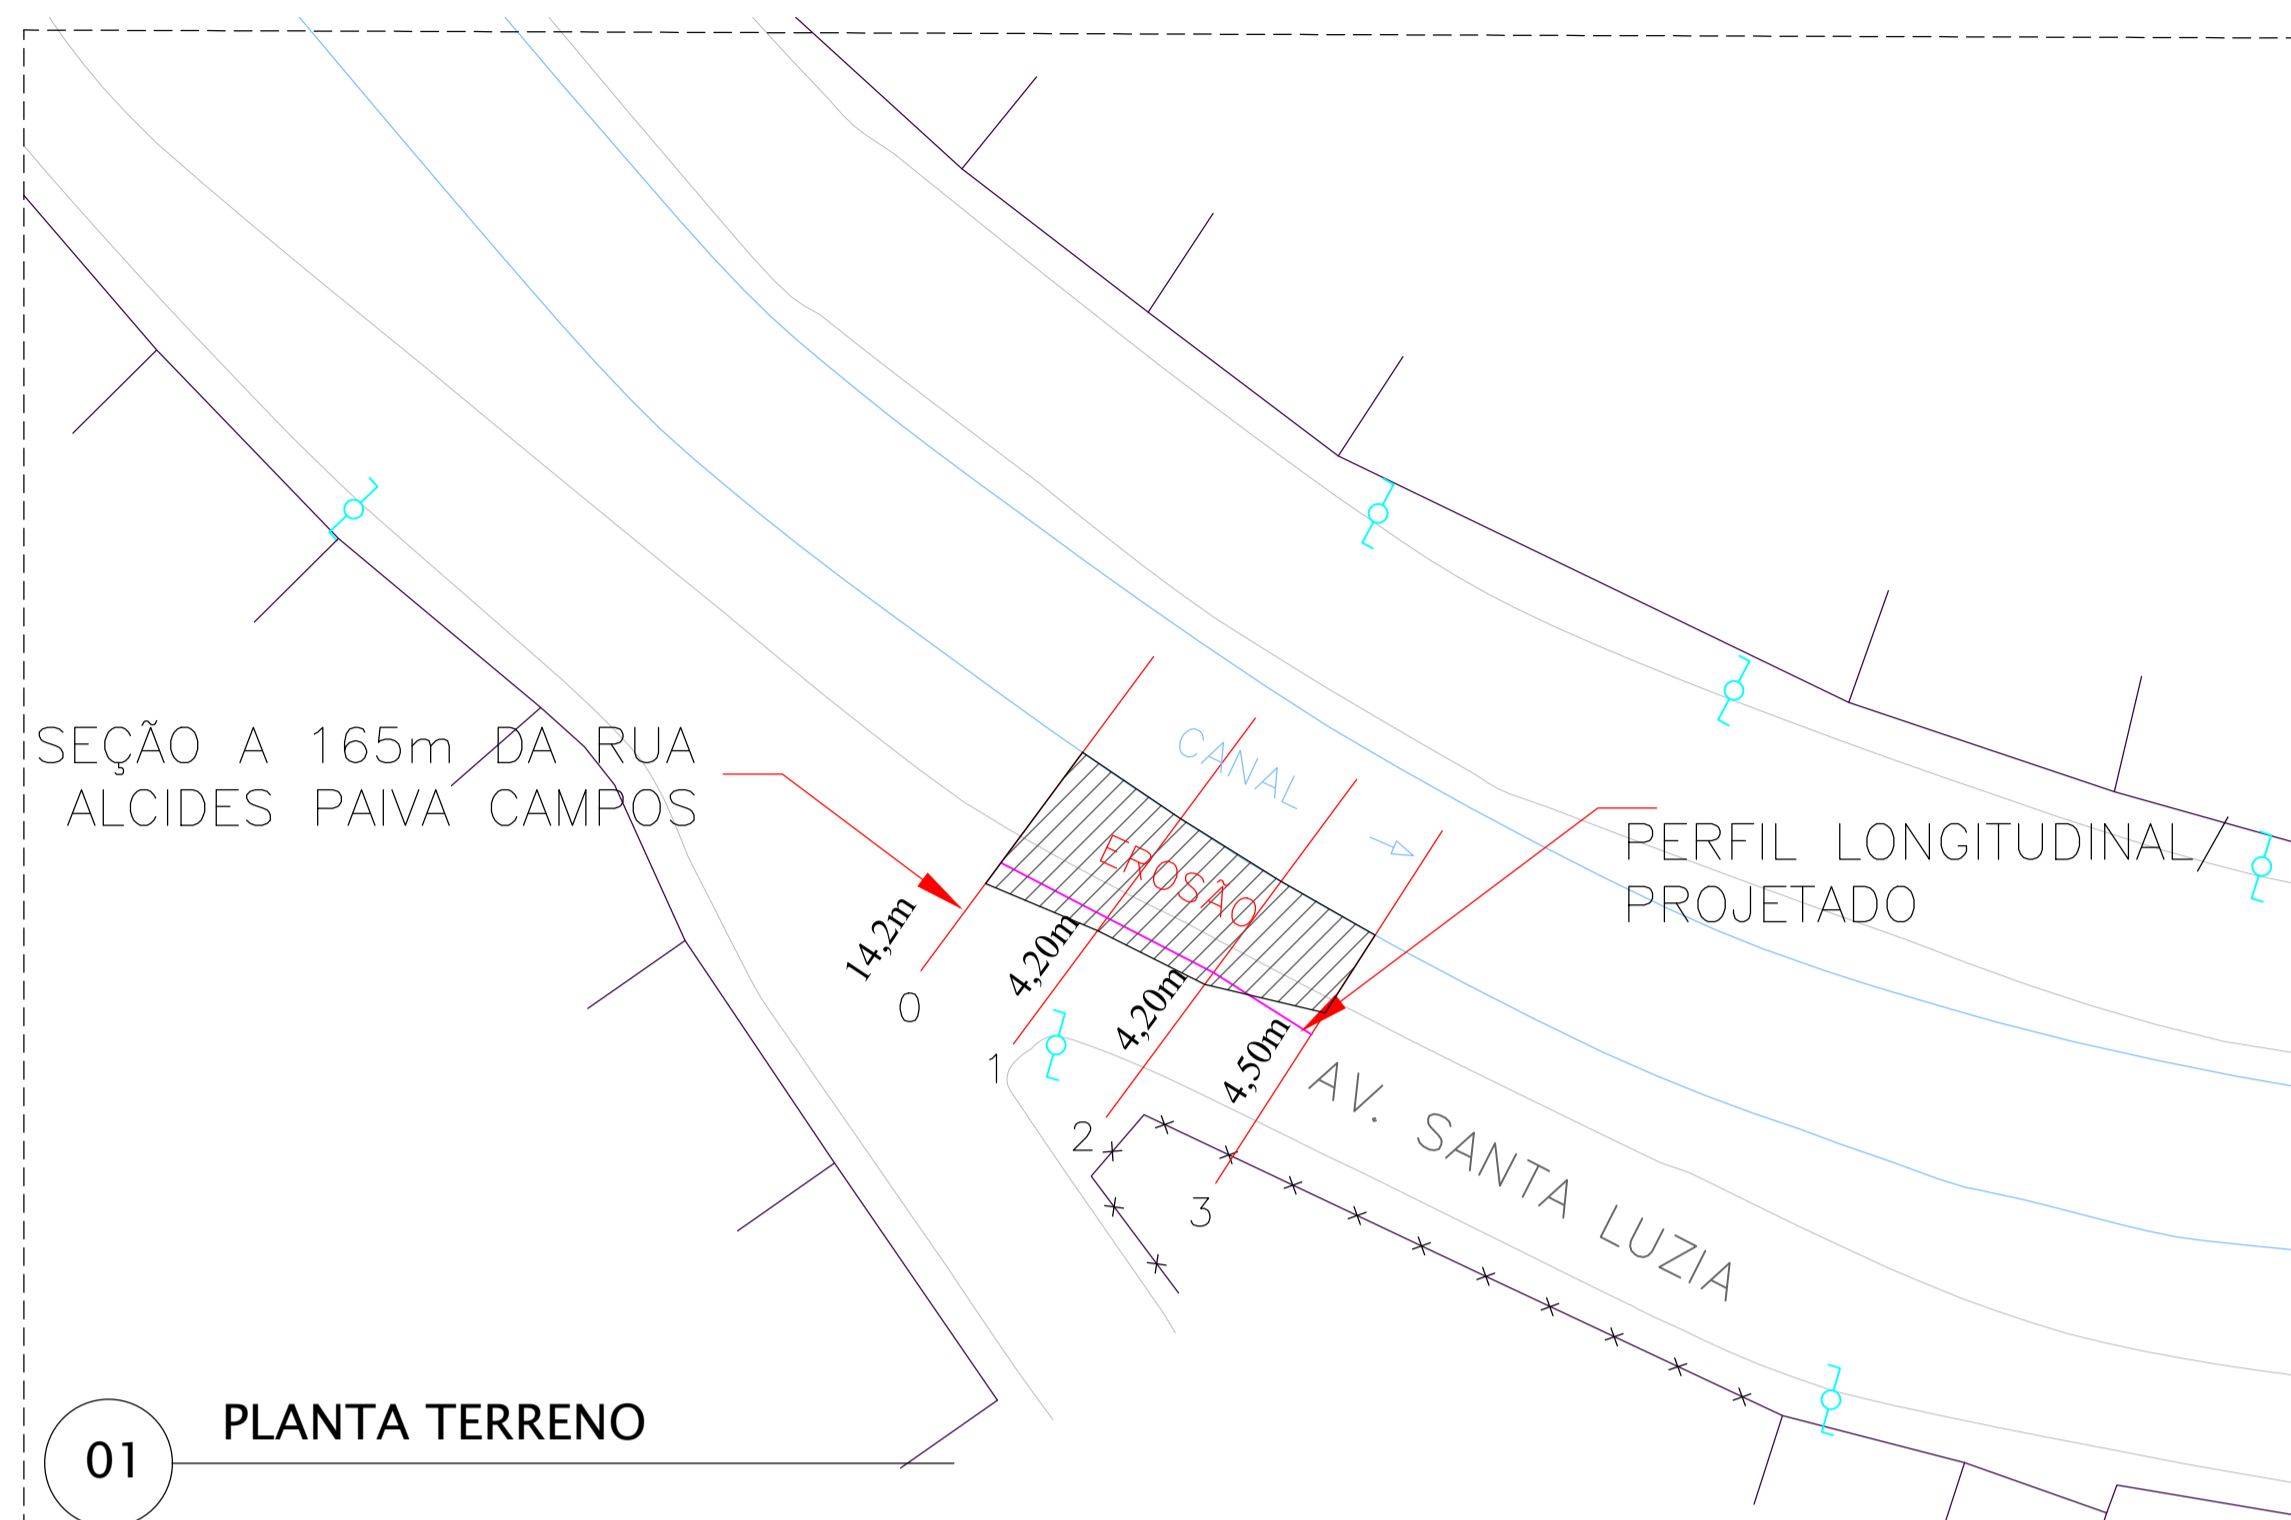 SEÇÃO A 165m DA RUA
ALCIDES PAIVA CAMPOS
CANAL
EROSÃO
PERFIL LONGITUDINAL/
PROJETADO
14,2m
4,20m
4,20m
4,50m
0
1
2
3
AV. SANTA LUZIA
01
PLANTA TERRENO